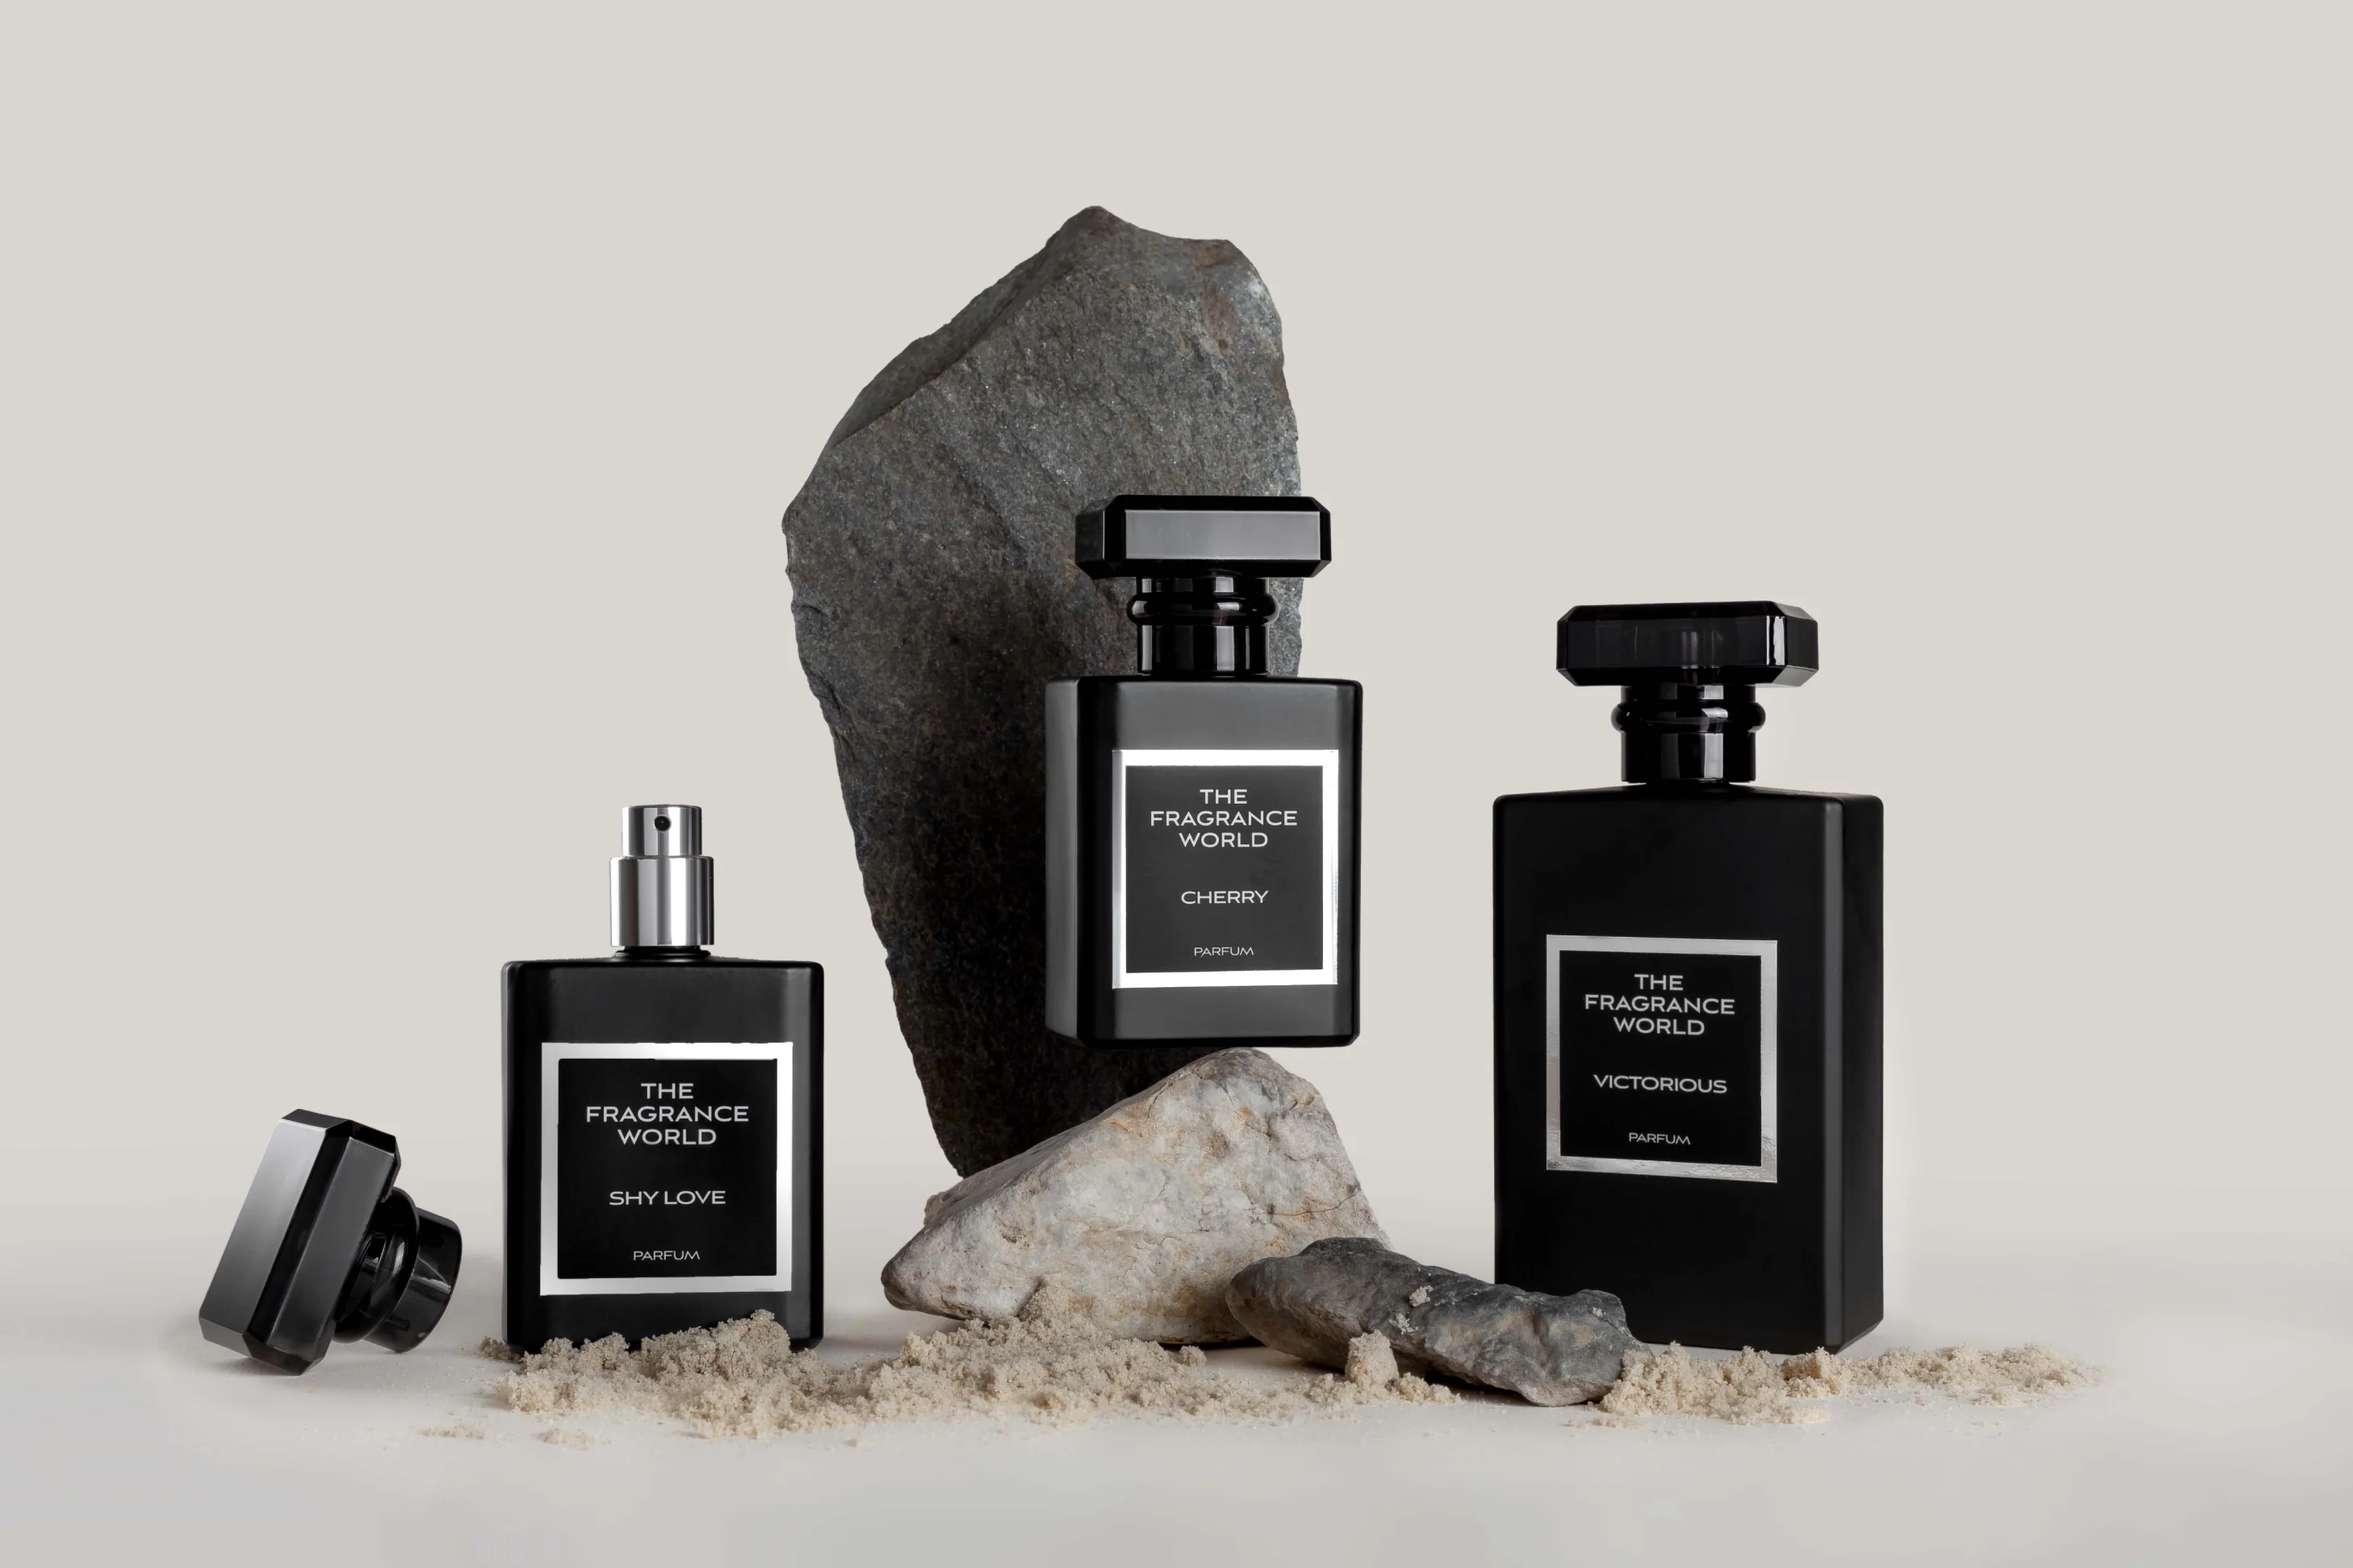 THE
FRAGRANCE
WORLD
SHY LOVE
PARFUM
THE
FRAGRANCE
WORLD
CHERRY
PARFUM
THE
FRAGRANCE
WORLD
VICTORIOUS
PARFUM